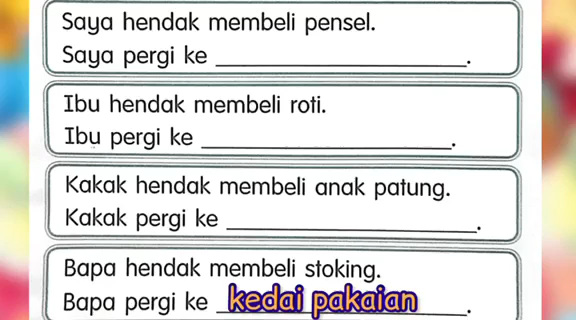 Saya hendak membeli pensel.
Saya pergi ke ____________________.
Ibu hendak membeli roti.
Ibu pergi ke ____________________.
Kakak hendak membeli anak patung.
Kakak pergi ke ____________________.
Bapa hendak membeli stoking.
Bapa pergi ke kedai pakaian.